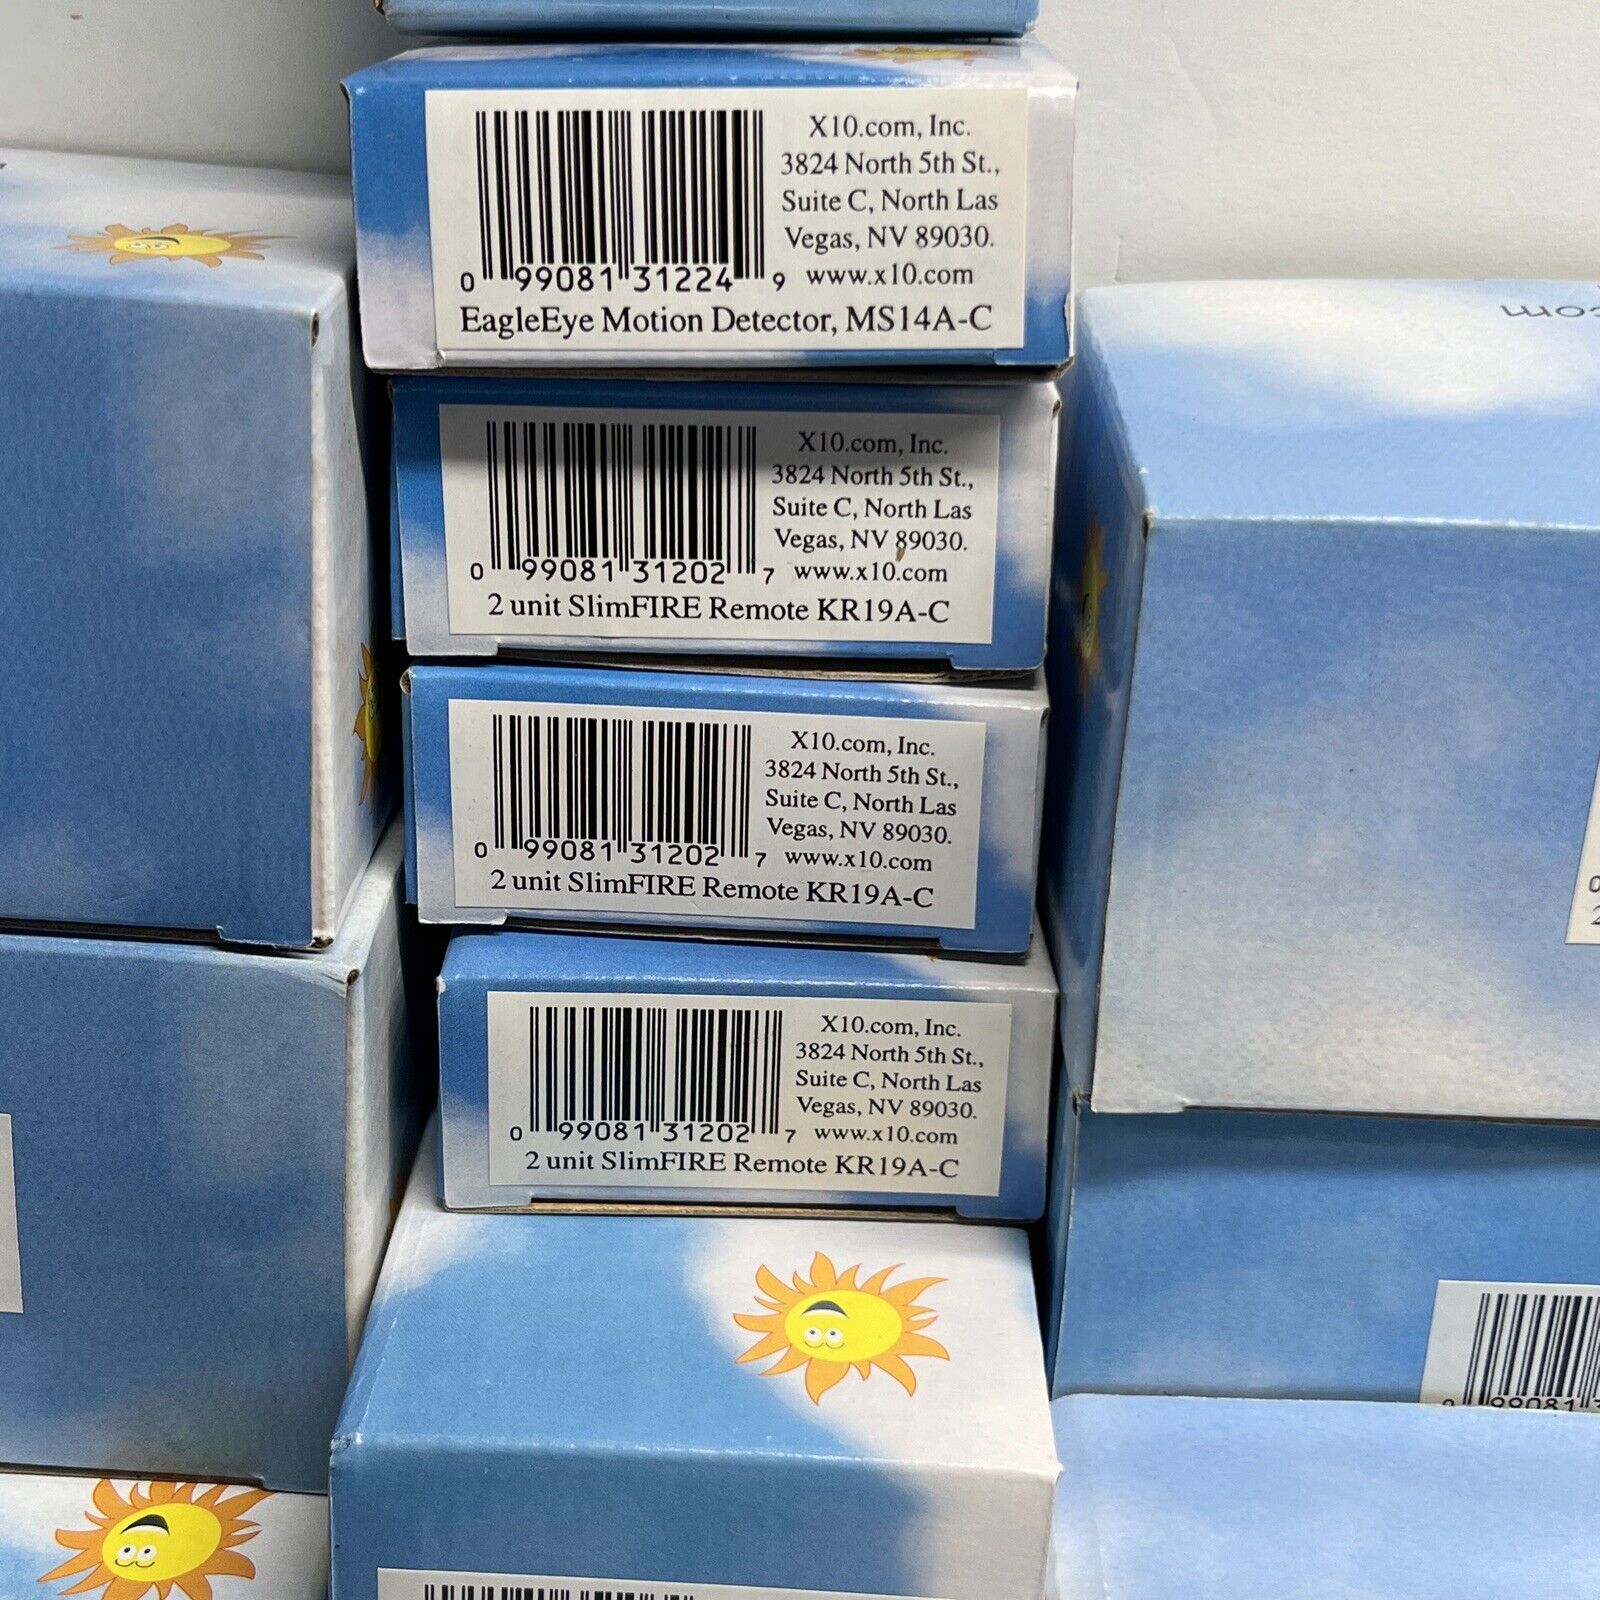 X10.com, Inc.
3824 North 5th St.,
Suite C, North Las
Vegas, NV 89030.
www.x10.com
0 99081 31224 9
EagleEye Motion Detector, MS14A-C
X10.com, Inc.
3824 North 5th St.,
Suite C, North Las
Vegas, NV 89030.
www.x10.com
0 99081 31202 7
2 unit SlimFIRE Remote KR19A-C
X10.com, Inc.
3824 North 5th St.,
Suite C, North Las
Vegas, NV 89030.
www.x10.com
0 99081 31202 7
2 unit SlimFIRE Remote KR19A-C
X10.com, Inc.
3824 North 5th St.,
Suite C, North Las
Vegas, NV 89030.
www.x10.com
0 99081 31202 7
2 unit SlimFIRE Remote KR19A-C
.com
0 99081 3